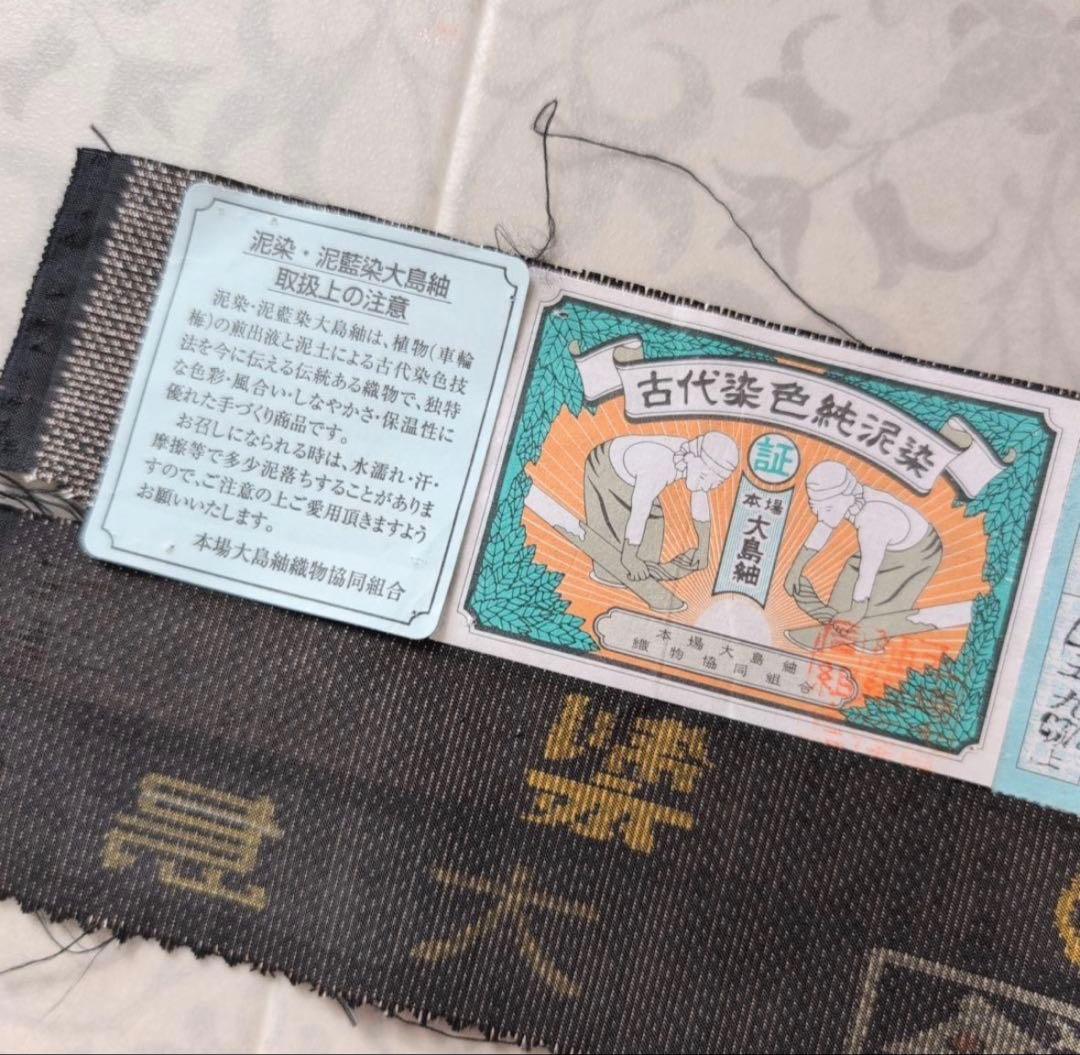 泥染・泥藍染大島紬
取扱上の注意
泥染・泥藍染大島紬は、植物(車輪
梅)の煎出液と泥土による古代染色技
法を今に伝える伝統ある織物で、独特
な色彩・風合い・しなやかさ・保温性に
優れた手づくり商品です。
お召しになられる時は、水濡れ・汗・
摩擦等で多少泥落ちすることがありま
すので、ご注意の上ご愛用頂きますよう
お願いいたします。
本場大島紬織物協同組合
古代染色純泥染
証
本場
大島紬
本場大島紬
織物協同組合
大島
上